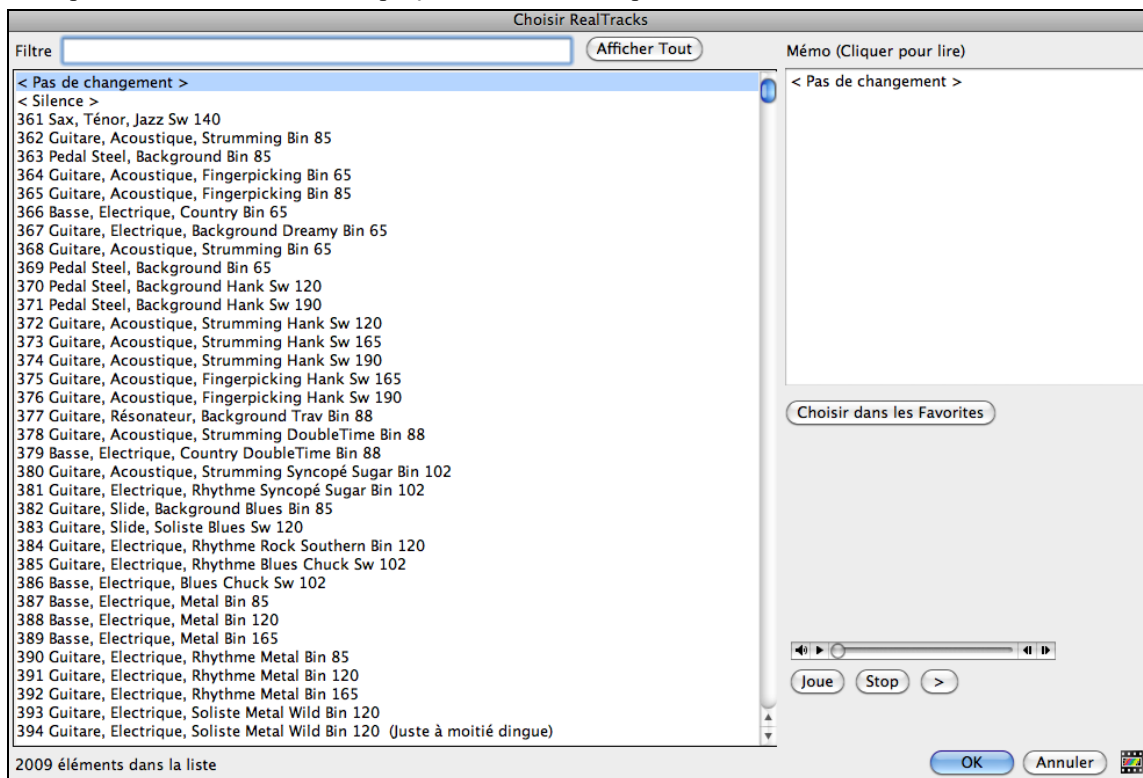 Choisir RealTracks
Filtre
Afficher Tout
Mémo (Cliquer pour lire)
< Pas de changement >
< Silence >
361 Sax, Ténor, Jazz Sw 140
362 Guitare, Acoustique, Strumming Bin 85
363 Pedal Steel, Background Bin 85
364 Guitare, Acoustique, Fingerpicking Bin 65
365 Guitare, Acoustique, Fingerpicking Bin 85
366 Basse, Electrique, Country Bin 65
367 Guitare, Electrique, Background Dreamy Bin 65
368 Guitare, Acoustique, Strumming Bin 65
369 Pedal Steel, Background Bin 65
370 Pedal Steel, Background Hank Sw 120
371 Pedal Steel, Background Hank Sw 190
372 Guitare, Acoustique, Strumming Hank Sw 120
373 Guitare, Acoustique, Strumming Hank Sw 165
374 Guitare, Acoustique, Strumming Hank Sw 190
375 Guitare, Acoustique, Fingerpicking Hank Sw 165
376 Guitare, Acoustique, Fingerpicking Hank Sw 190
377 Guitare, Résonateur, Background Trav Bin 88
378 Guitare, Acoustique, Strumming DoubleTime Bin 88
379 Basse, Electrique, Country DoubleTime Bin 88
380 Guitare, Acoustique, Strumming Syncopé Sugar Bin 102
381 Guitare, Electrique, Rhythme Syncopé Sugar Bin 102
382 Guitare, Slide, Background Blues Bin 85
383 Guitare, Slide, Soliste Blues Sw 120
384 Guitare, Electrique, Rhythme Rock Southern Bin 120
385 Guitare, Electrique, Rhythme Blues Chuck Sw 102
386 Basse, Electrique, Blues Chuck Sw 102
387 Basse, Electrique, Metal Bin 85
388 Basse, Electrique, Metal Bin 120
389 Basse, Electrique, Metal Bin 165
390 Guitare, Electrique, Rhythme Metal Bin 85
391 Guitare, Electrique, Rhythme Metal Bin 120
392 Guitare, Electrique, Rhythme Metal Bin 165
393 Guitare, Electrique, Soliste Metal Wild Bin 120
394 Guitare, Electrique, Soliste Metal Wild Bin 120 (Juste à moitié dingue)
2009 éléments dans la liste
< Pas de changement >
Choisir dans les Favorites
Joue
Stop
>
OK
Annuler